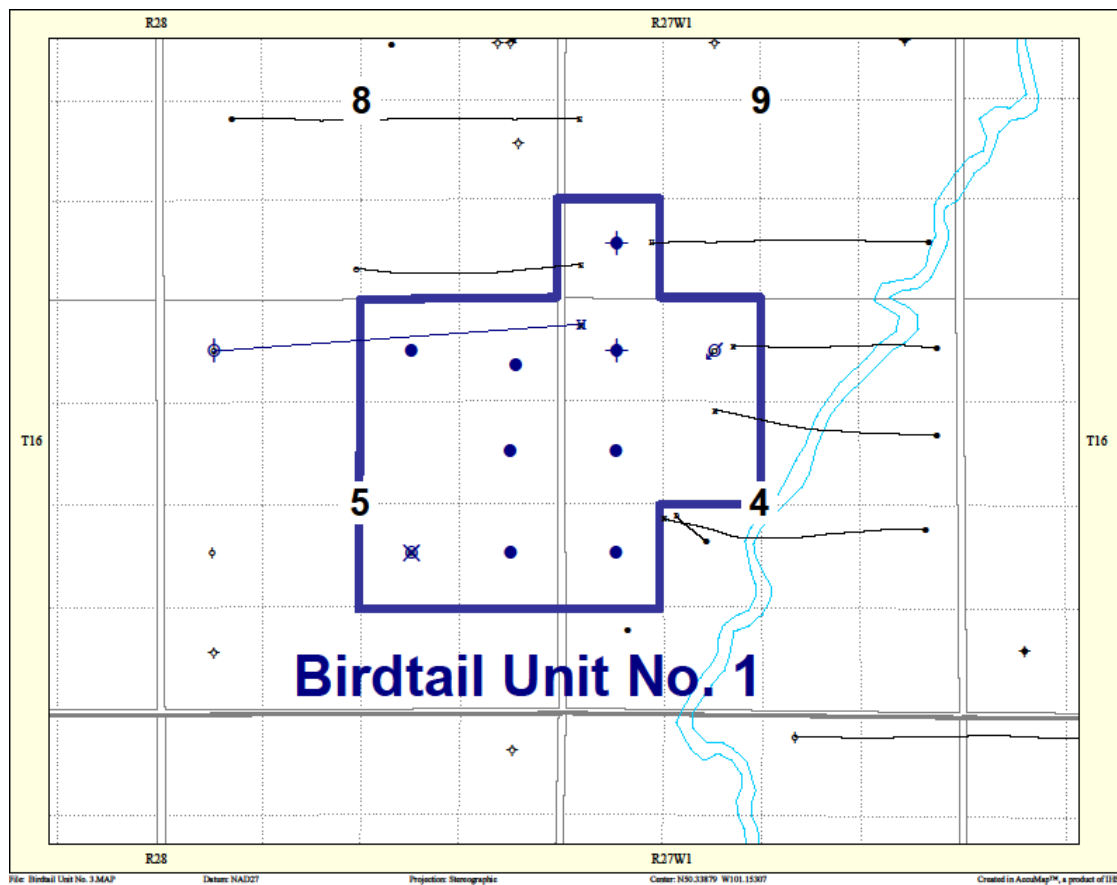 R28 R27W1
8 9
T16 T16
5 4
Birdtail Unit No. 1
R28 R27W1
File: Birdtail Unit No. 3.MAP Datum: NAD27 Projection: Stereographic Center: N50.33879 W101.15307 Created in AccuMap™, a product of IHS